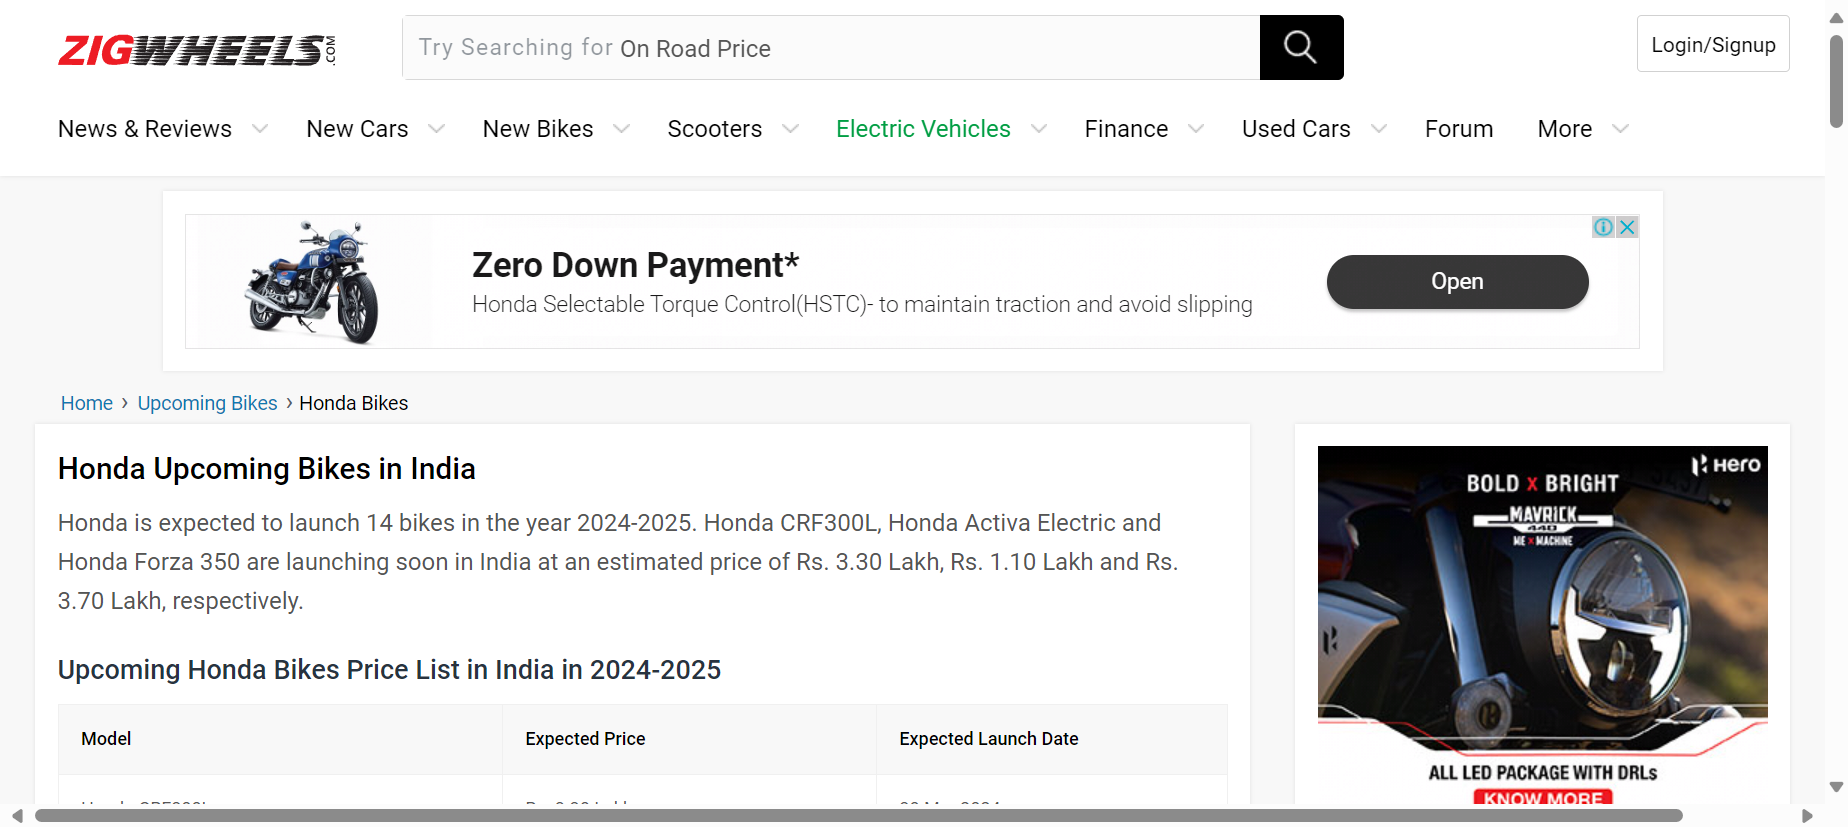 ZIGWHEELS.COM
Try Searching for On Road Price
Login/Signup
News & Reviews
New Cars
New Bikes
Scooters
Electric Vehicles
Finance
Used Cars
Forum
More
Zero Down Payment*
Honda Selectable Torque Control(HSTC)- to maintain traction and avoid slipping
Open
Home › Upcoming Bikes › Honda Bikes
Honda Upcoming Bikes in India
Honda is expected to launch 14 bikes in the year 2024-2025. Honda CRF300L, Honda Activa Electric and
Honda Forza 350 are launching soon in India at an estimated price of Rs. 3.30 Lakh, Rs. 1.10 Lakh and Rs.
3.70 Lakh, respectively.
Upcoming Honda Bikes Price List in India in 2024-2025
Model
Expected Price
Expected Launch Date
Hero
BOLD X BRIGHT
MAVRICK
440
ME X MACHINE
ALL LED PACKAGE WITH DRLs
KNOW MORE